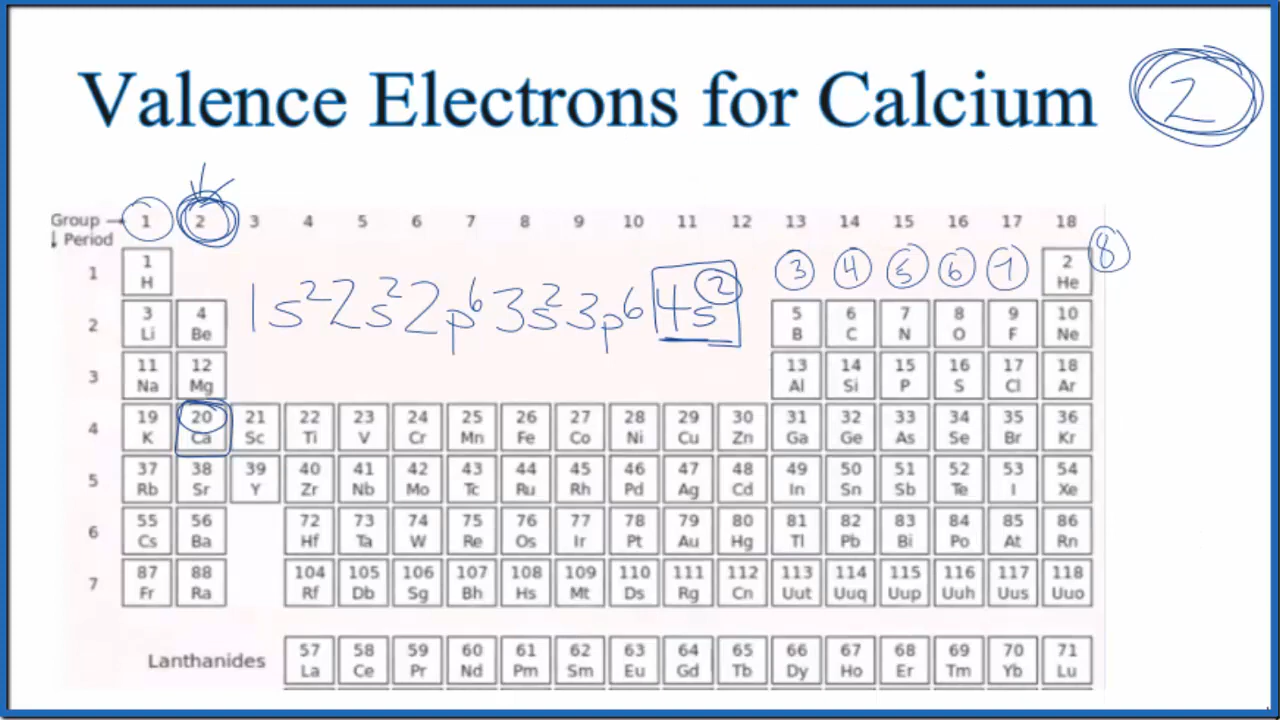 Valence Electrons for Calcium 2
Group → 1 2 3 4 5 6 7 8 9 10 11 12 13 14 15 16 17 18
↓ Period
1 1 2
H He
3 4 5 6 7 8
1s²2s²2p⁶3s²3p⁶4s²
2 3 4 5 6 7 8 9 10
Li Be B C N O F Ne
3 11 12 13 14 15 16 17 18
Na Mg Al Si P S Cl Ar
4 19 20 21 22 23 24 25 26 27 28 29 30 31 32 33 34 35 36
K Ca Sc Ti V Cr Mn Fe Co Ni Cu Zn Ga Ge As Se Br Kr
5 37 38 39 40 41 42 43 44 45 46 47 48 49 50 51 52 53 54
Rb Sr Y Zr Nb Mo Tc Ru Rh Pd Ag Cd In Sn Sb Te I Xe
6 55 56 72 73 74 75 76 77 78 79 80 81 82 83 84 85 86
Cs Ba Hf Ta W Re Os Ir Pt Au Hg Tl Pb Bi Po At Rn
7 87 88 104 105 106 107 108 109 110 111 112 113 114 115 116 117 118
Fr Ra Rf Db Sg Bh Hs Mt Ds Rg Cn Uut Uuq Uup Uuh Uus Uuo
Lanthanides 57 58 59 60 61 62 63 64 65 66 67 68 69 70 71
La Ce Pr Nd Pm Sm Eu Gd Tb Dy Ho Er Tm Yb Lu